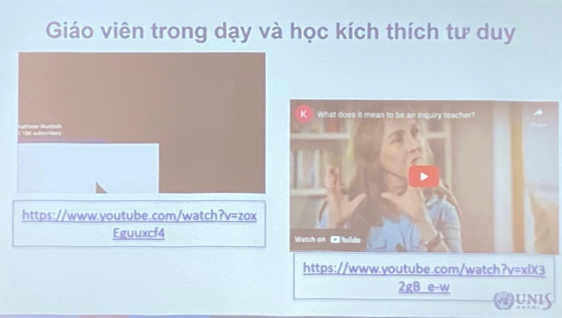 Giáo viên trong dạy và học kích thích tư duy
K What does it mean to be an inquiry teacher?
Kathleen Murdoch
subscribers
Share
Watch on YouTube
https://www.youtube.com/watch?v=zox
Eguuxcf4
https://www.youtube.com/watch?v=xlX3
2gB_e-w
UNIS
HANOI